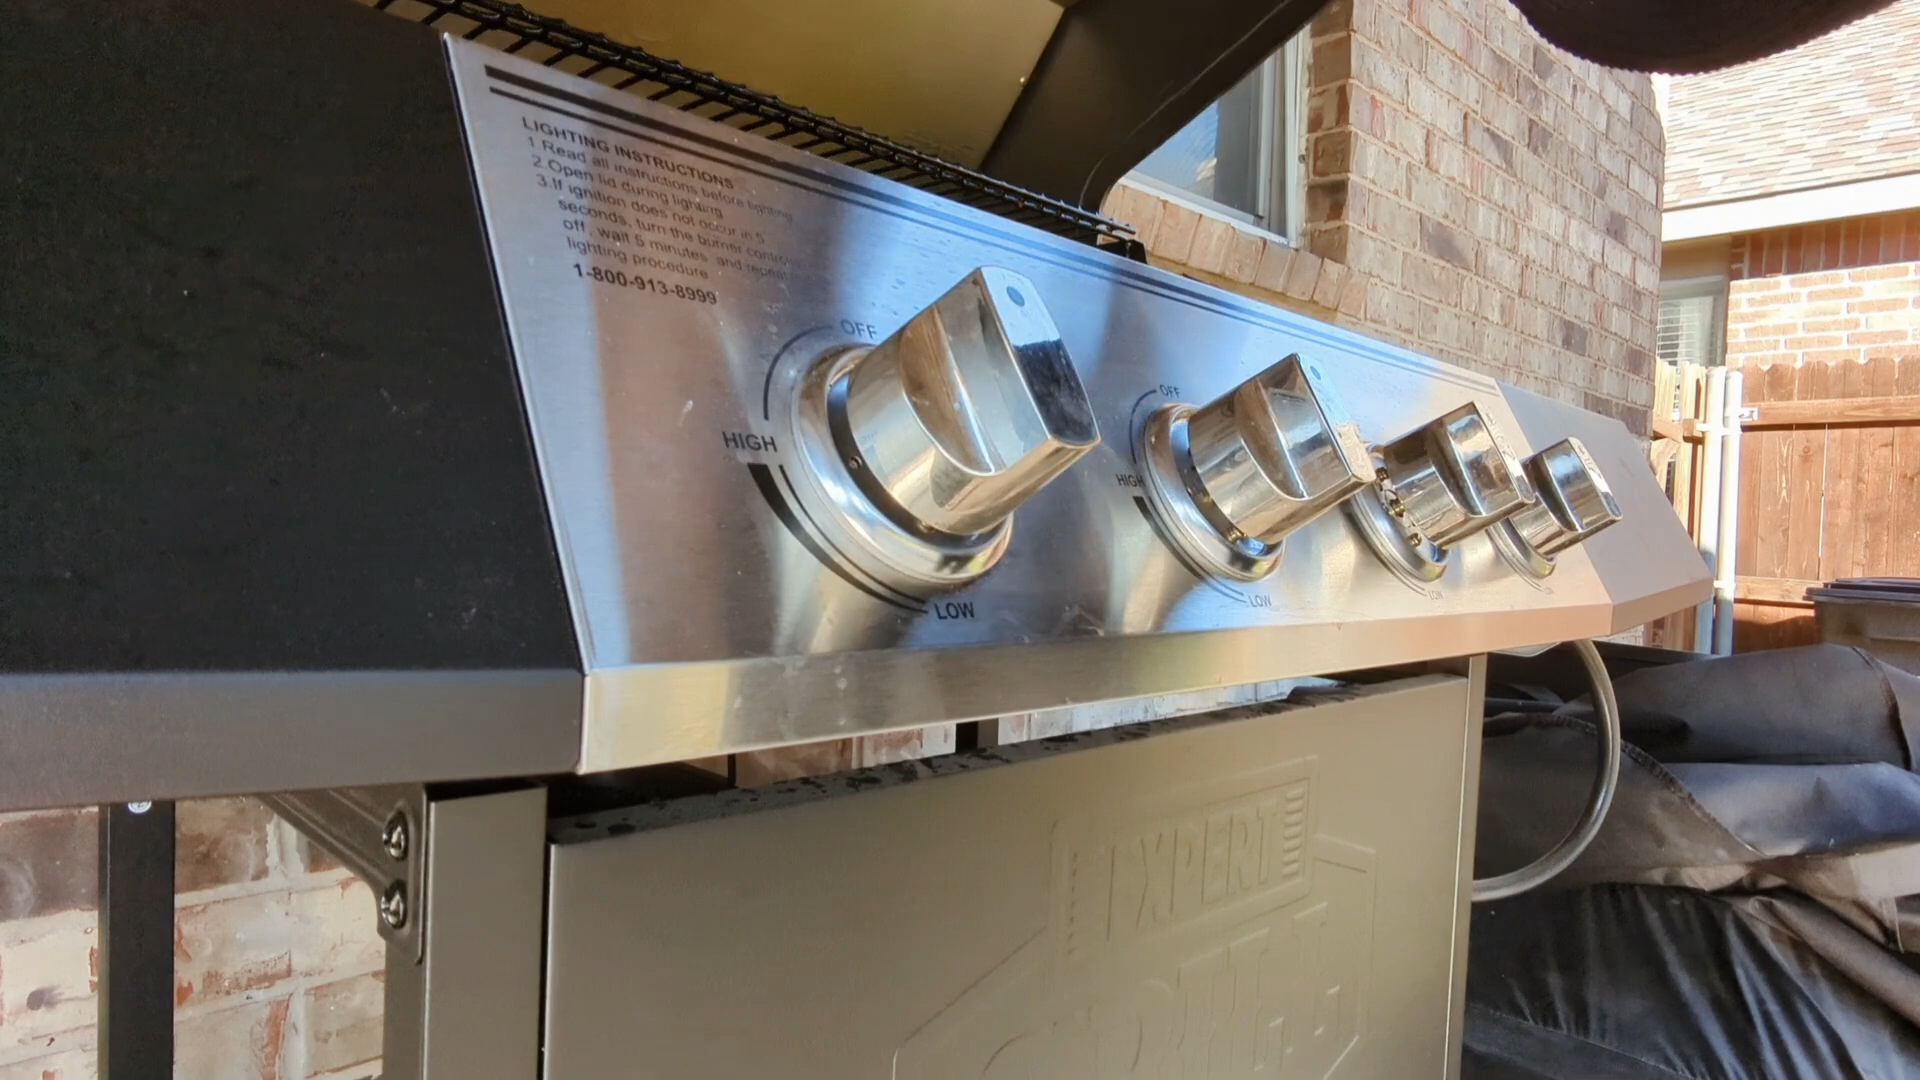 LIGHTING INSTRUCTIONS
1 Read all instructions before lighting
2.Open lid during lighting
3.If ignition does not occur in 5
seconds, turn the burner control
off , wait 5 minutes and repeat
lighting procedure
1-800-913-8999
OFF
HIGH
LOW
OFF
HIGH
LOW
LOW
EXPERT
GRILL